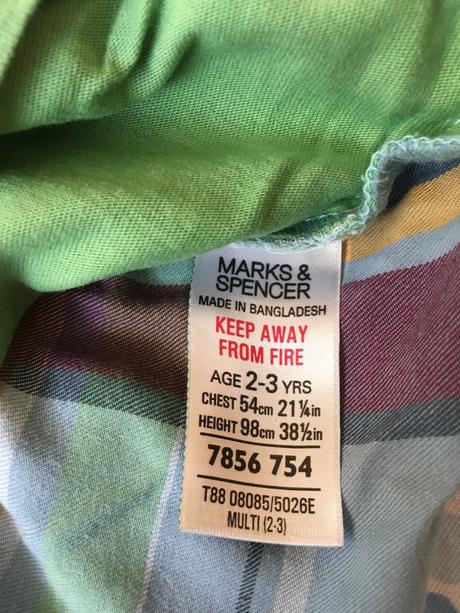 MARKS &
SPENCER
MADE IN BANGLADESH
KEEP AWAY
FROM FIRE
AGE 2-3 YRS
CHEST 54cm 21¼in
HEIGHT 98cm 38½in
7856 754
T88 08085/5026E
MULTI (2-3)